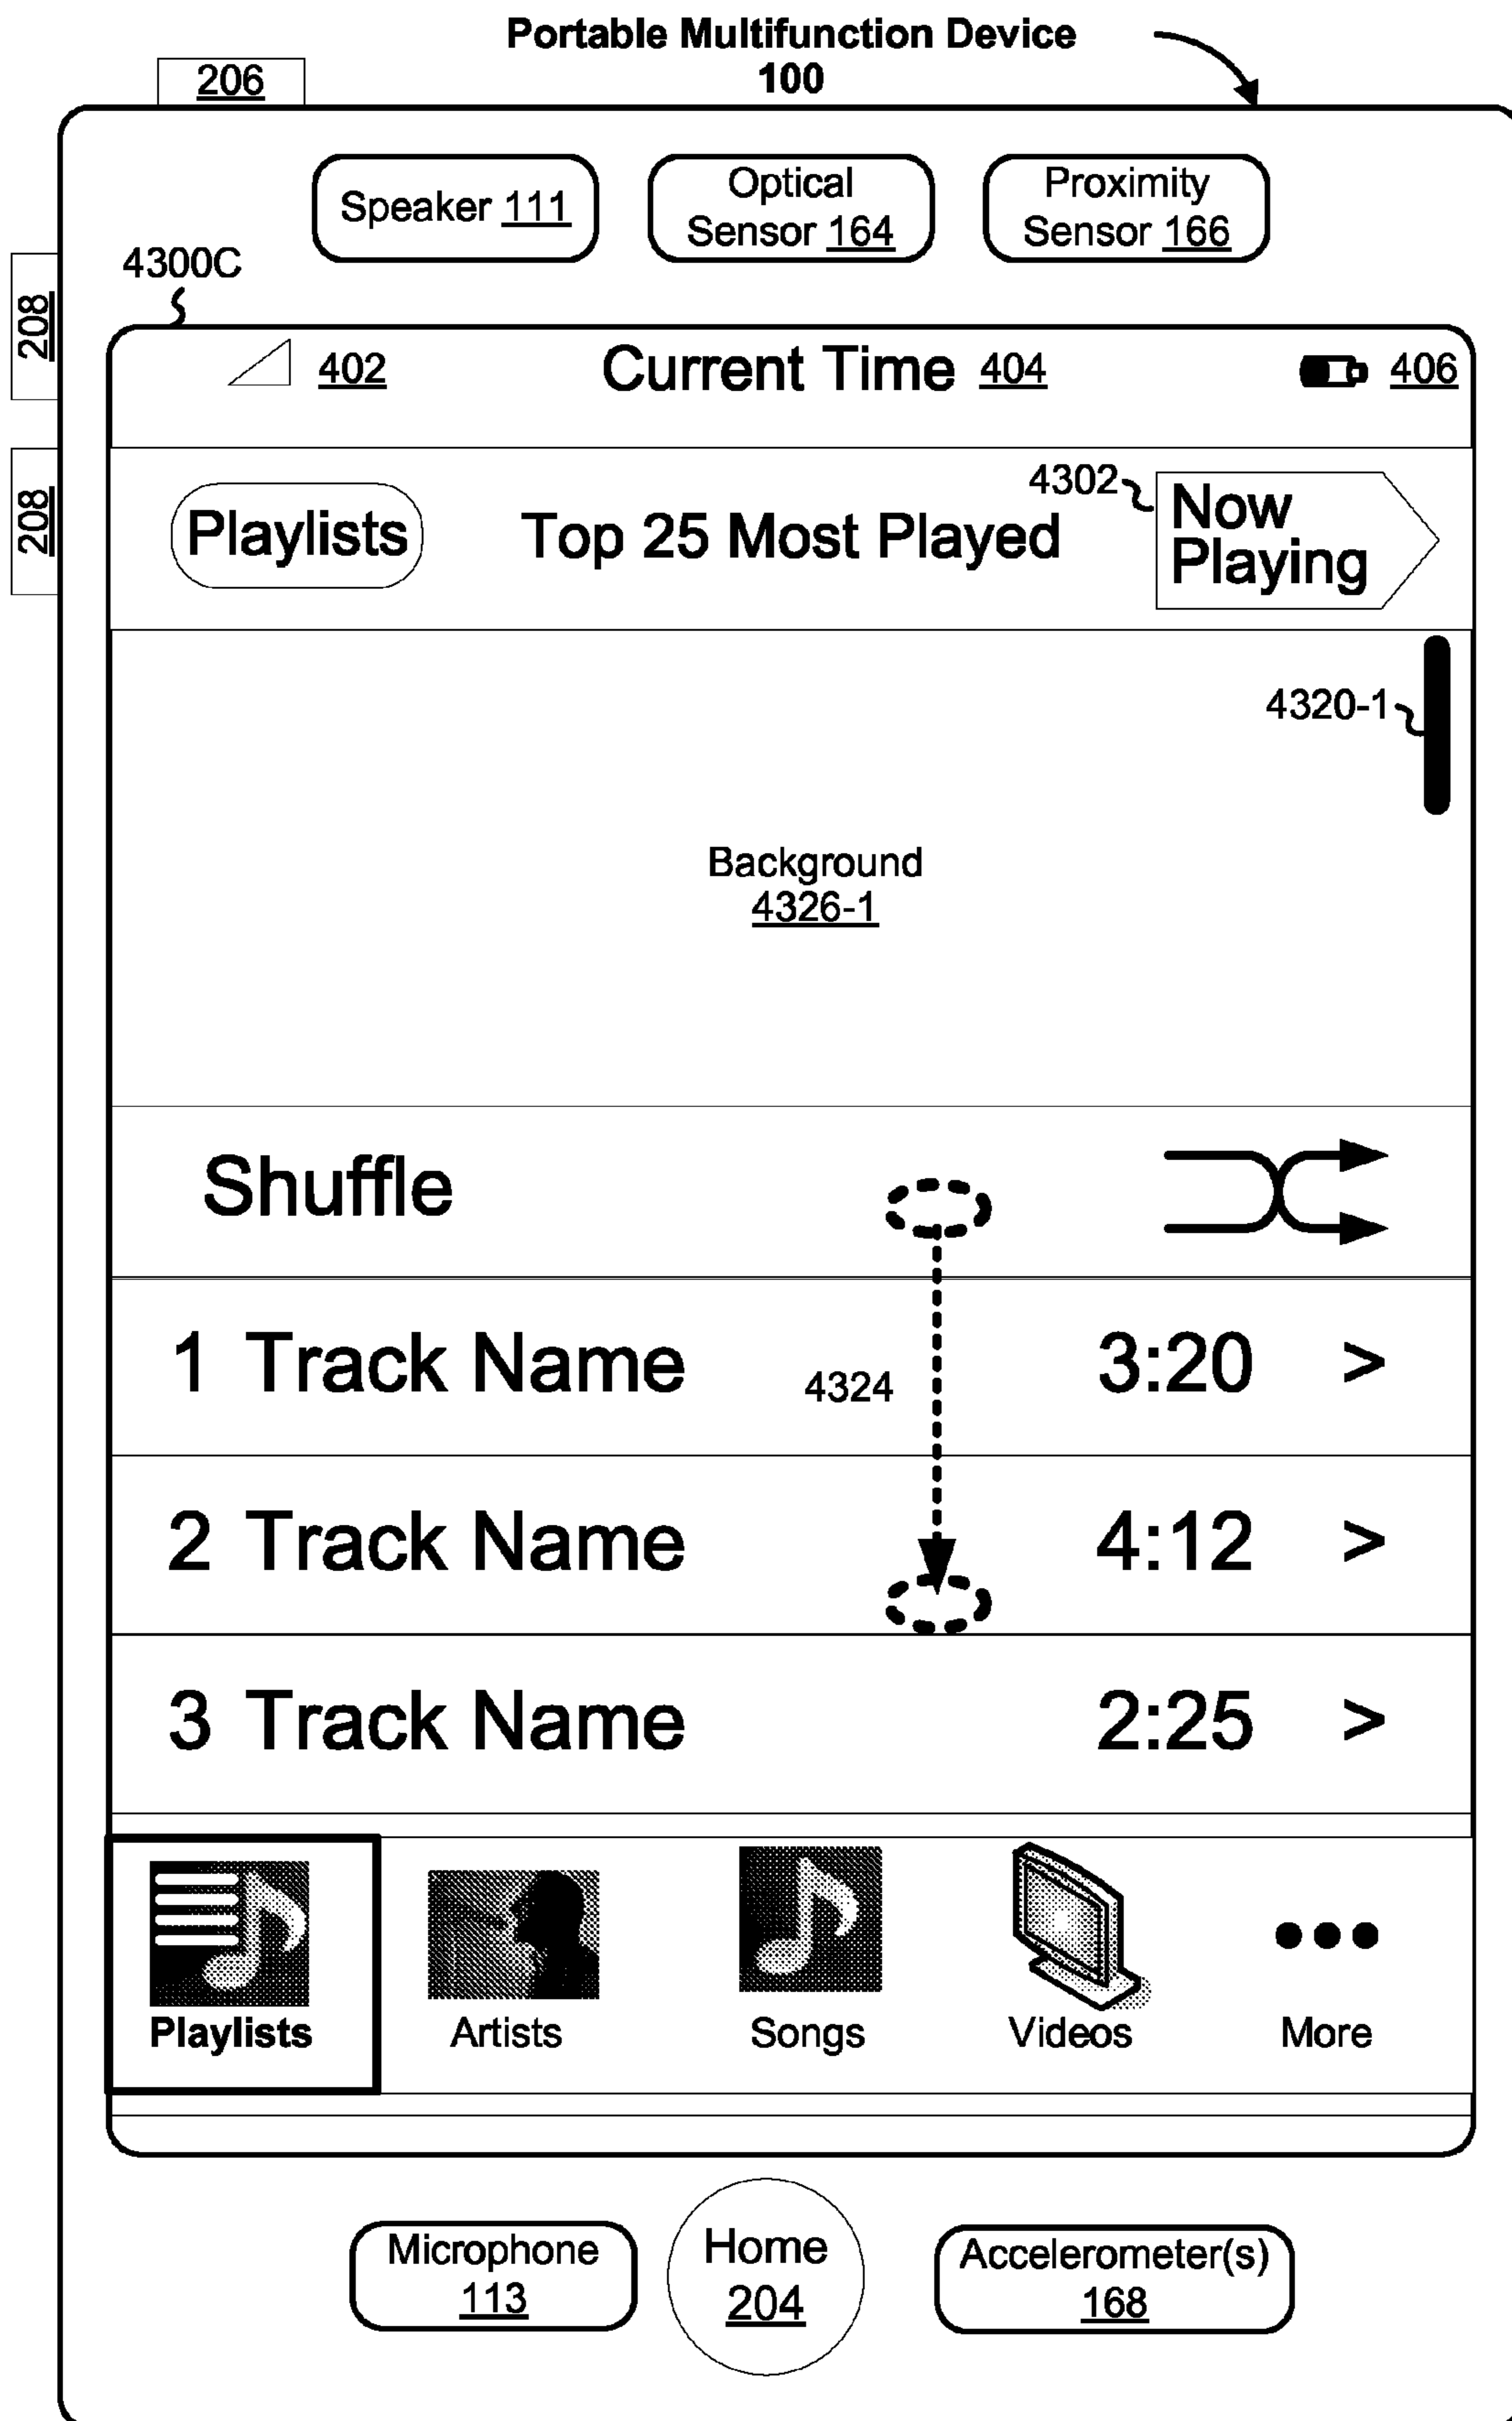 Portable Multifunction Device
100
206
Speaker 111
Optical
Sensor 164
Proximity
Sensor 166
4300C
208
402
Current Time 404
406
208
Playlists
Top 25 Most Played
4302
Now
Playing
4320-1
Background
4326-1
Shuffle
1 Track Name 3:20 >
4324
2 Track Name 4:12 >
3 Track Name 2:25 >
Playlists
Artists
Songs
Videos
More
Microphone
113
Home
204
Accelerometer(s)
168